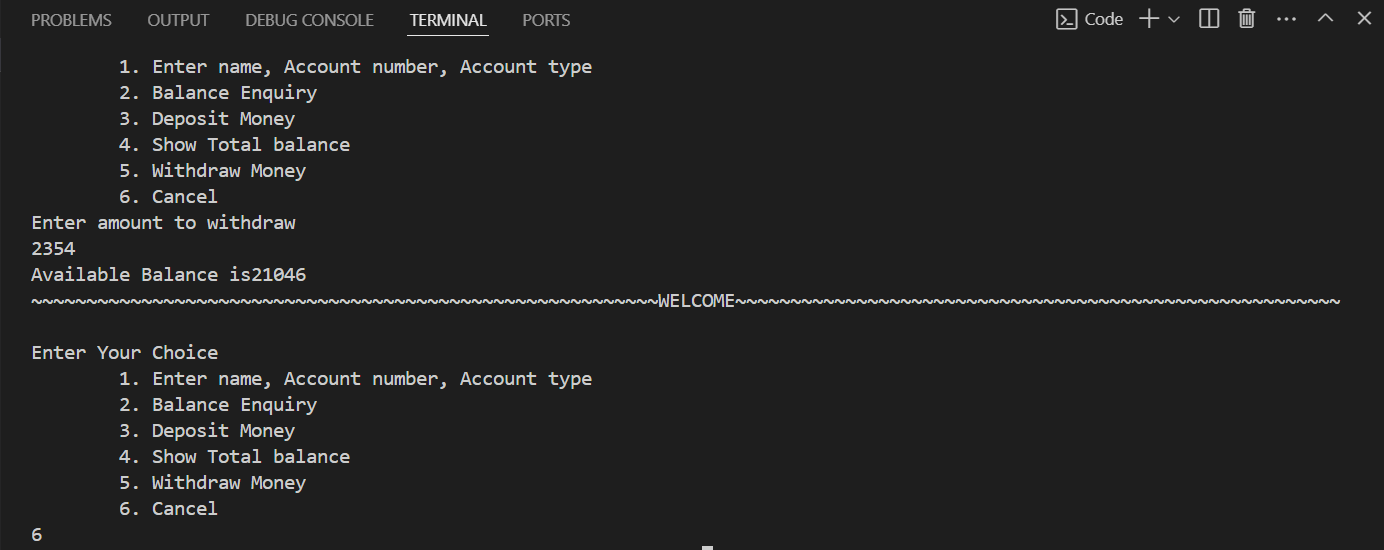 PROBLEMS OUTPUT DEBUG CONSOLE TERMINAL PORTS Code
1. Enter name, Account number, Account type
2. Balance Enquiry
3. Deposit Money
4. Show Total balance
5. Withdraw Money
6. Cancel
Enter amount to withdraw
2354
Available Balance is21046
~~~~~~~~~~~~~~~~~~~~~~~~~~~~~~~~~~~~~~~~~~~~~~~~~~~~~~~~~WELCOME~~~~~~~~~~~~~~~~~~~~~~~~~~~~~~~~~~~~~~~~~~~~~~~~~~~~~~~
Enter Your Choice
1. Enter name, Account number, Account type
2. Balance Enquiry
3. Deposit Money
4. Show Total balance
5. Withdraw Money
6. Cancel
6